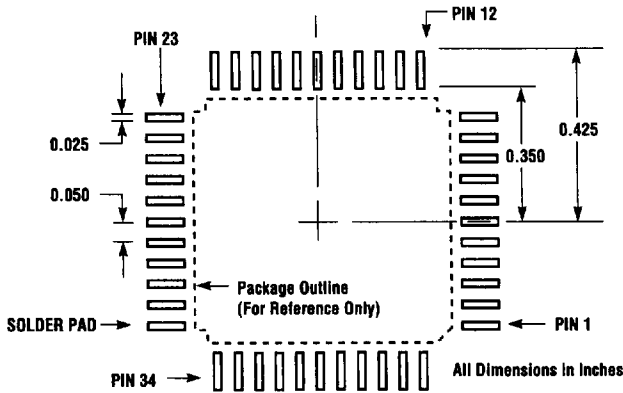 PIN 12
PIN 23
0.025
0.425
0.350
0.050
Package Outline
(For Reference Only)
SOLDER PAD
PIN 1
PIN 34
All Dimensions in Inches